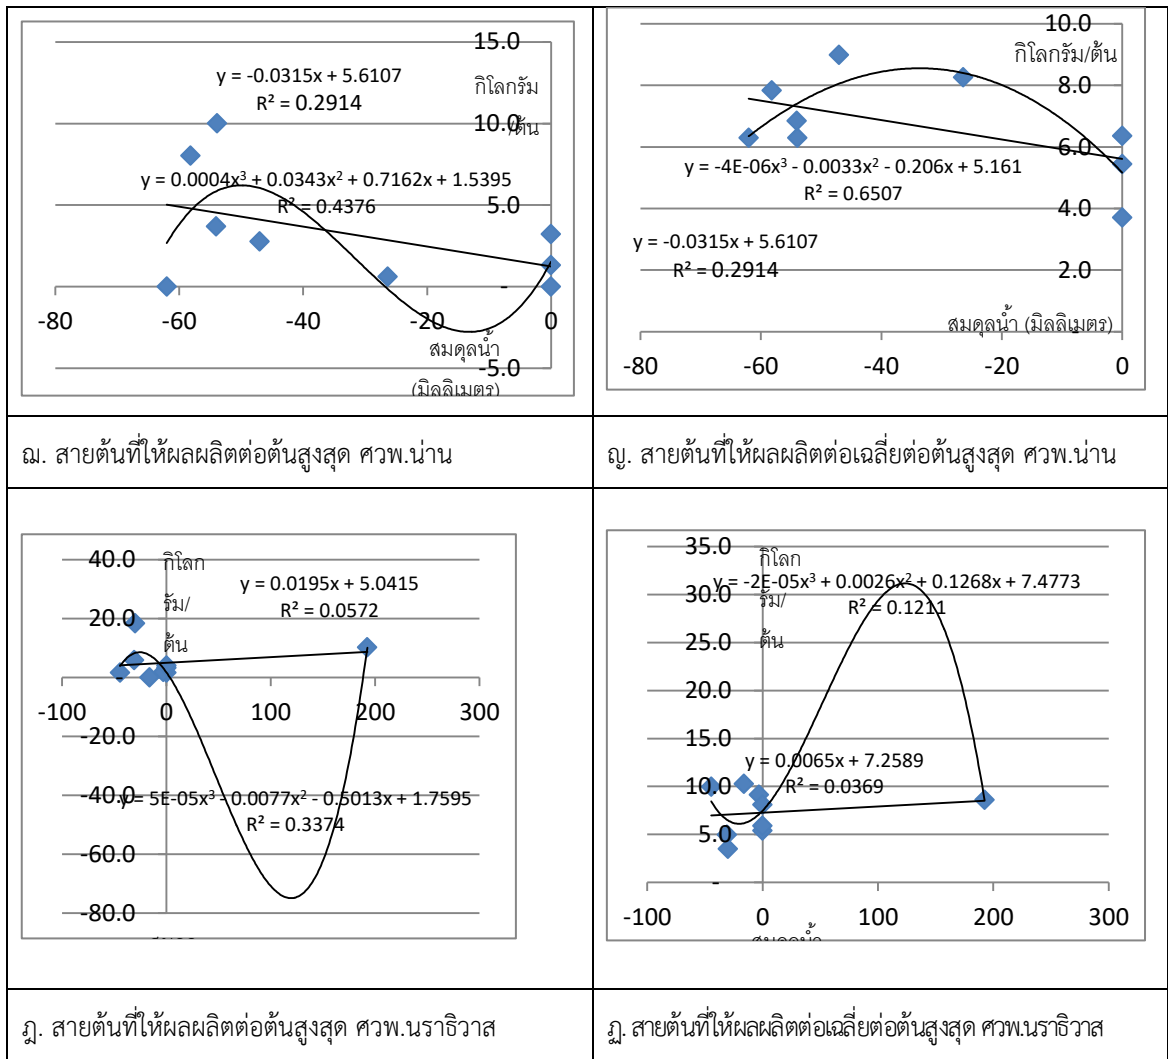 15.0
y = -0.0315x + 5.6107
R² = 0.2914
กิโลกรัม
/ต้น
10.0
y = 0.0004x³ + 0.0343x² + 0.7162x + 1.5395
R² = 0.4376
5.0
-
-80 -60 -40 -20 0
สมดุลน้ำ
(มิลลิเมตร)
-5.0
10.0
กิโลกรัม/ต้น
8.0
6.0
y = -4E-06x³ - 0.0033x² - 0.206x + 5.161
R² = 0.6507
4.0
y = -0.0315x + 5.6107
R² = 0.2914
2.0
สมดุลน้ำ (มิลลิเมตร)
-80 -60 -40 -20 0
ฌ. สายต้นที่ให้ผลผลิตต่อต้นสูงสุด ศวพ.น่าน
ญ. สายต้นที่ให้ผลผลิตต่อเฉลี่ยต่อต้นสูงสุด ศวพ.น่าน
40.0
กิโลก
รัม/
ต้น
y = 0.0195x + 5.0415
R² = 0.0572
20.0
-
-100 0 100 200 300
-20.0
-40.0
y = 5E-05x³ - 0.0077x² - 0.5013x + 1.7595
R² = 0.3374
-60.0
-80.0
35.0
กิโลก
รัม/
ต้น
y = -2E-05x³ + 0.0026x² + 0.1268x + 7.4773
R² = 0.1211
30.0
25.0
20.0
15.0
y = 0.0065x + 7.2589
R² = 0.0369
10.0
5.0
-
-100 0 100 200 300
สมดุลน้ำ
ฎ. สายต้นที่ให้ผลผลิตต่อต้นสูงสุด ศวพ.นราธิวาส
ฏ. สายต้นที่ให้ผลผลิตต่อเฉลี่ยต่อต้นสูงสุด ศวพ.นราธิวาส